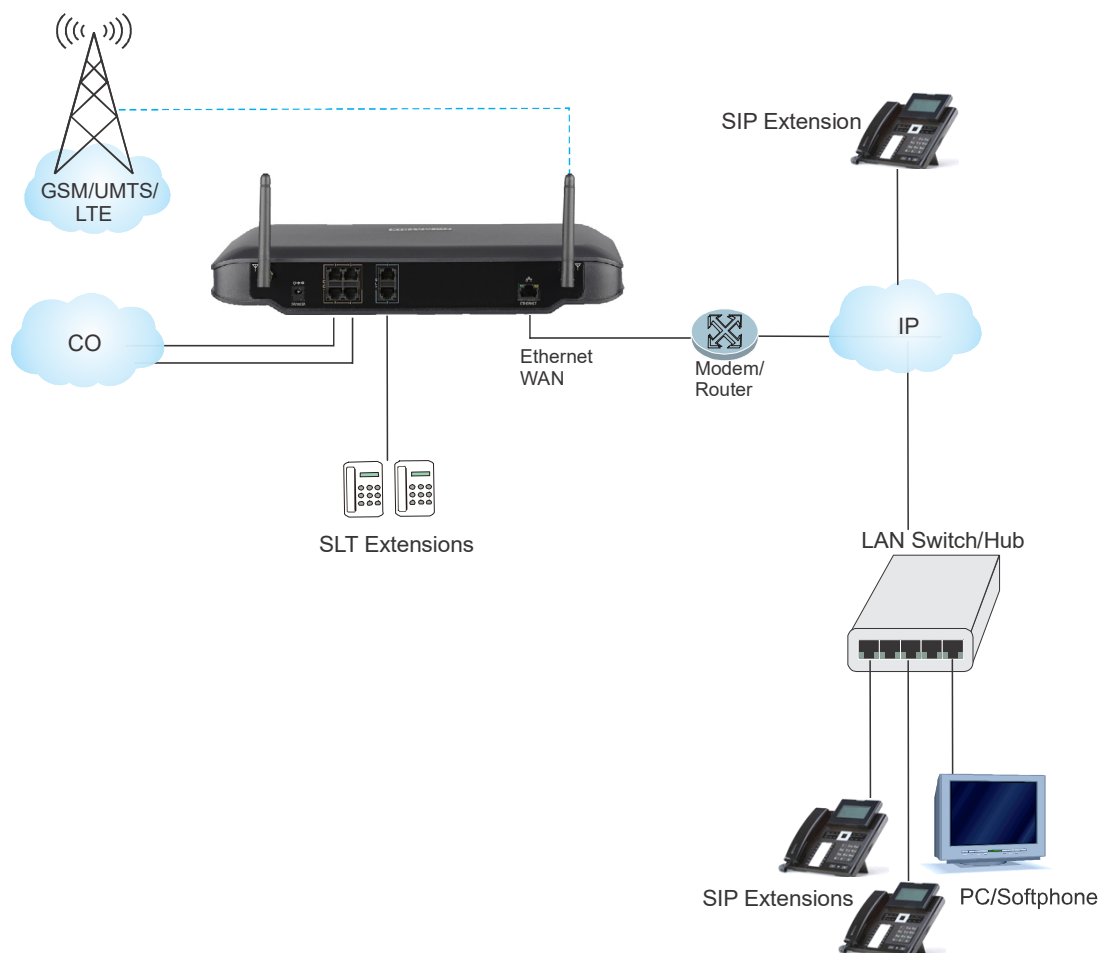 SIP Extension
GSM/UMTS/
LTE
CO
IP
Ethernet
WAN
Modem/
Router
SLT Extensions
LAN Switch/Hub
SIP Extensions
PC/Softphone